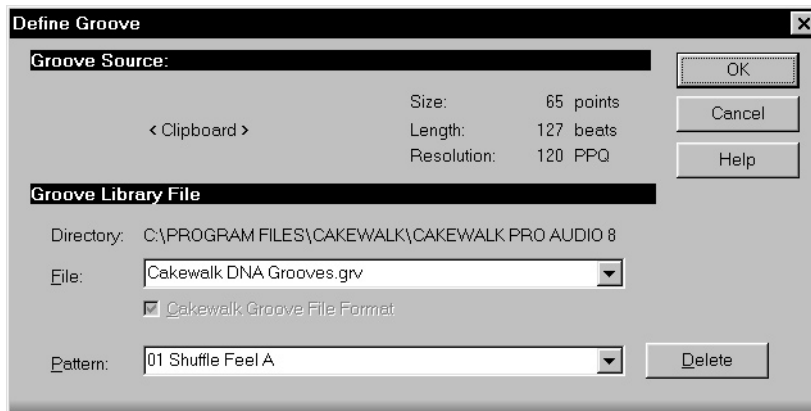 Define Groove
Groove Source:
< Clipboard >
Size: 65 points
Length: 127 beats
Resolution: 120 PPQ
OK
Cancel
Help
Groove Library File
Directory: C:\PROGRAM FILES\CAKEWALK\CAKEWALK PRO AUDIO 8
File: Cakewalk DNA Grooves.grv
Cakewalk Groove File Format
Pattern: 01 Shuffle Feel A
Delete